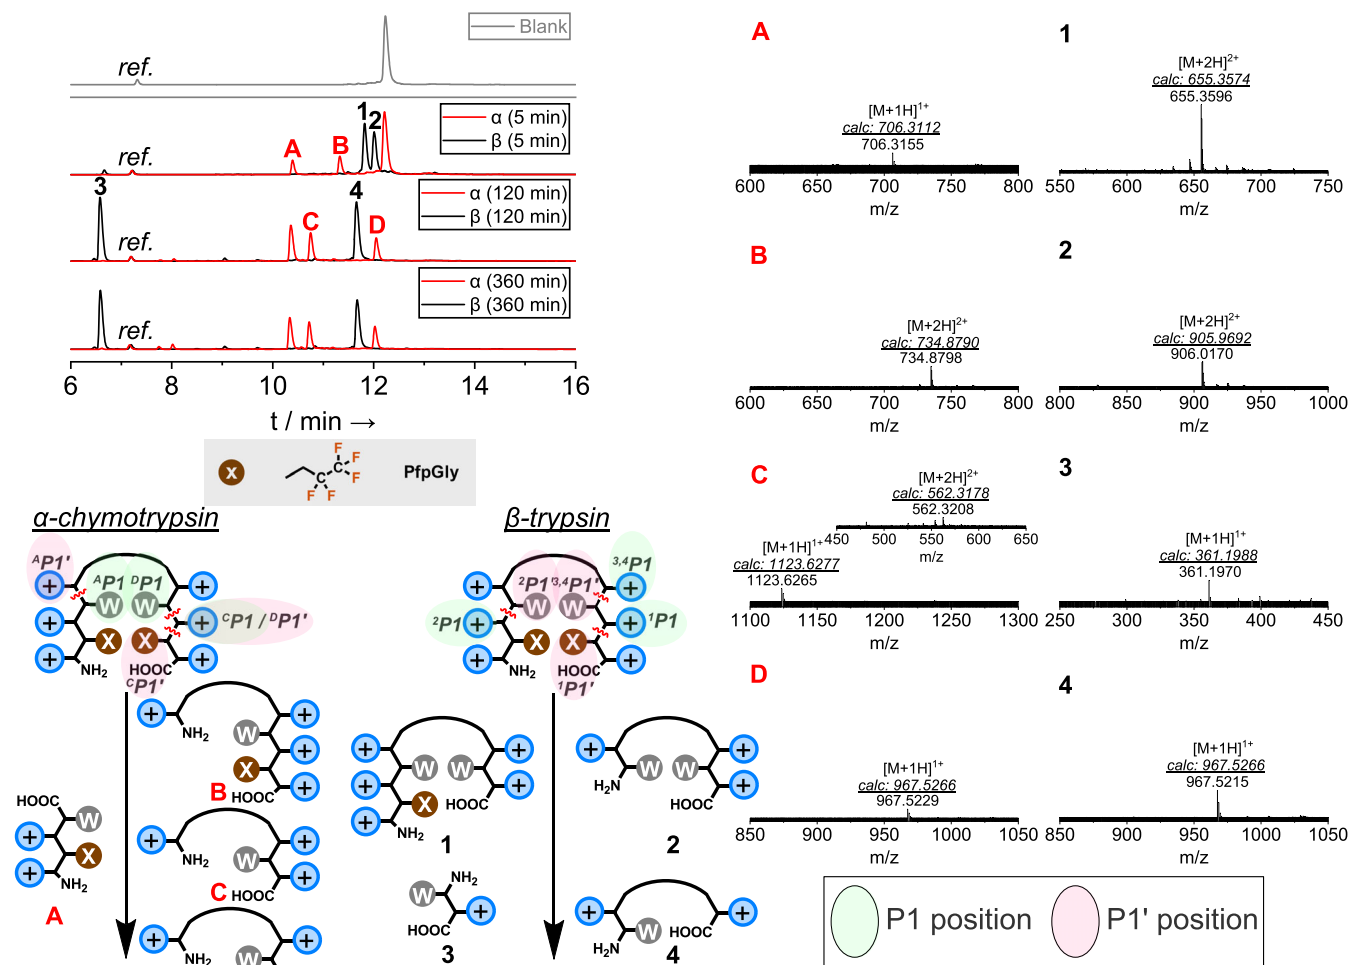 Blank
ref.
α (5 min)
β (5 min)
1
2
A
B
ref.
3
α (120 min)
β (120 min)
4
C
D
ref.
α (360 min)
β (360 min)
ref.
6 8 10 12 14 16
t / min →
X
F
F
C
F
C
F
F
PfpGly
α-chymotrypsin
AP1'
AP1 DP1
+ W W +
+ + CP1 / DP1'
+ X X +
NH2 HOOC
CP1'
+ NH2 W +
X +
B HOOC +
+ NH2 W +
C HOOC +
+ NH2 W +
HOOC W
+ X
+ NH2
A
β-trypsin
3,4P1
2P1' 3,4P1'
W W +
2P1 + + 1P1
+ X X +
NH2 HOOC
1P1'
+ +
+ W W +
+ X HOOC
NH2
1
+ +
H2N W W +
HOOC
2
W NH2
+
HOOC
3
+ +
H2N W HOOC
4
A
[M+1H]1+
calc: 706.3112
706.3155
600 650 700 750 800
m/z
1
[M+2H]2+
calc: 655.3574
655.3596
550 600 650 700 750
m/z
B
[M+2H]2+
calc: 734.8790
734.8798
600 650 700 750 800
m/z
2
[M+2H]2+
calc: 905.9692
906.0170
800 850 900 950 1000
m/z
C
[M+2H]2+
calc: 562.3178
562.3208
450 500 550 600 650
m/z
[M+1H]1+
calc: 1123.6277
1123.6265
1100 1150 1200 1250 1300
m/z
3
[M+1H]1+
calc: 361.1988
361.1970
250 300 350 400 450
m/z
D
[M+1H]1+
calc: 967.5266
967.5229
850 900 950 1000 1050
m/z
4
[M+1H]1+
calc: 967.5266
967.5215
850 900 950 1000 1050
m/z
P1 position
P1' position